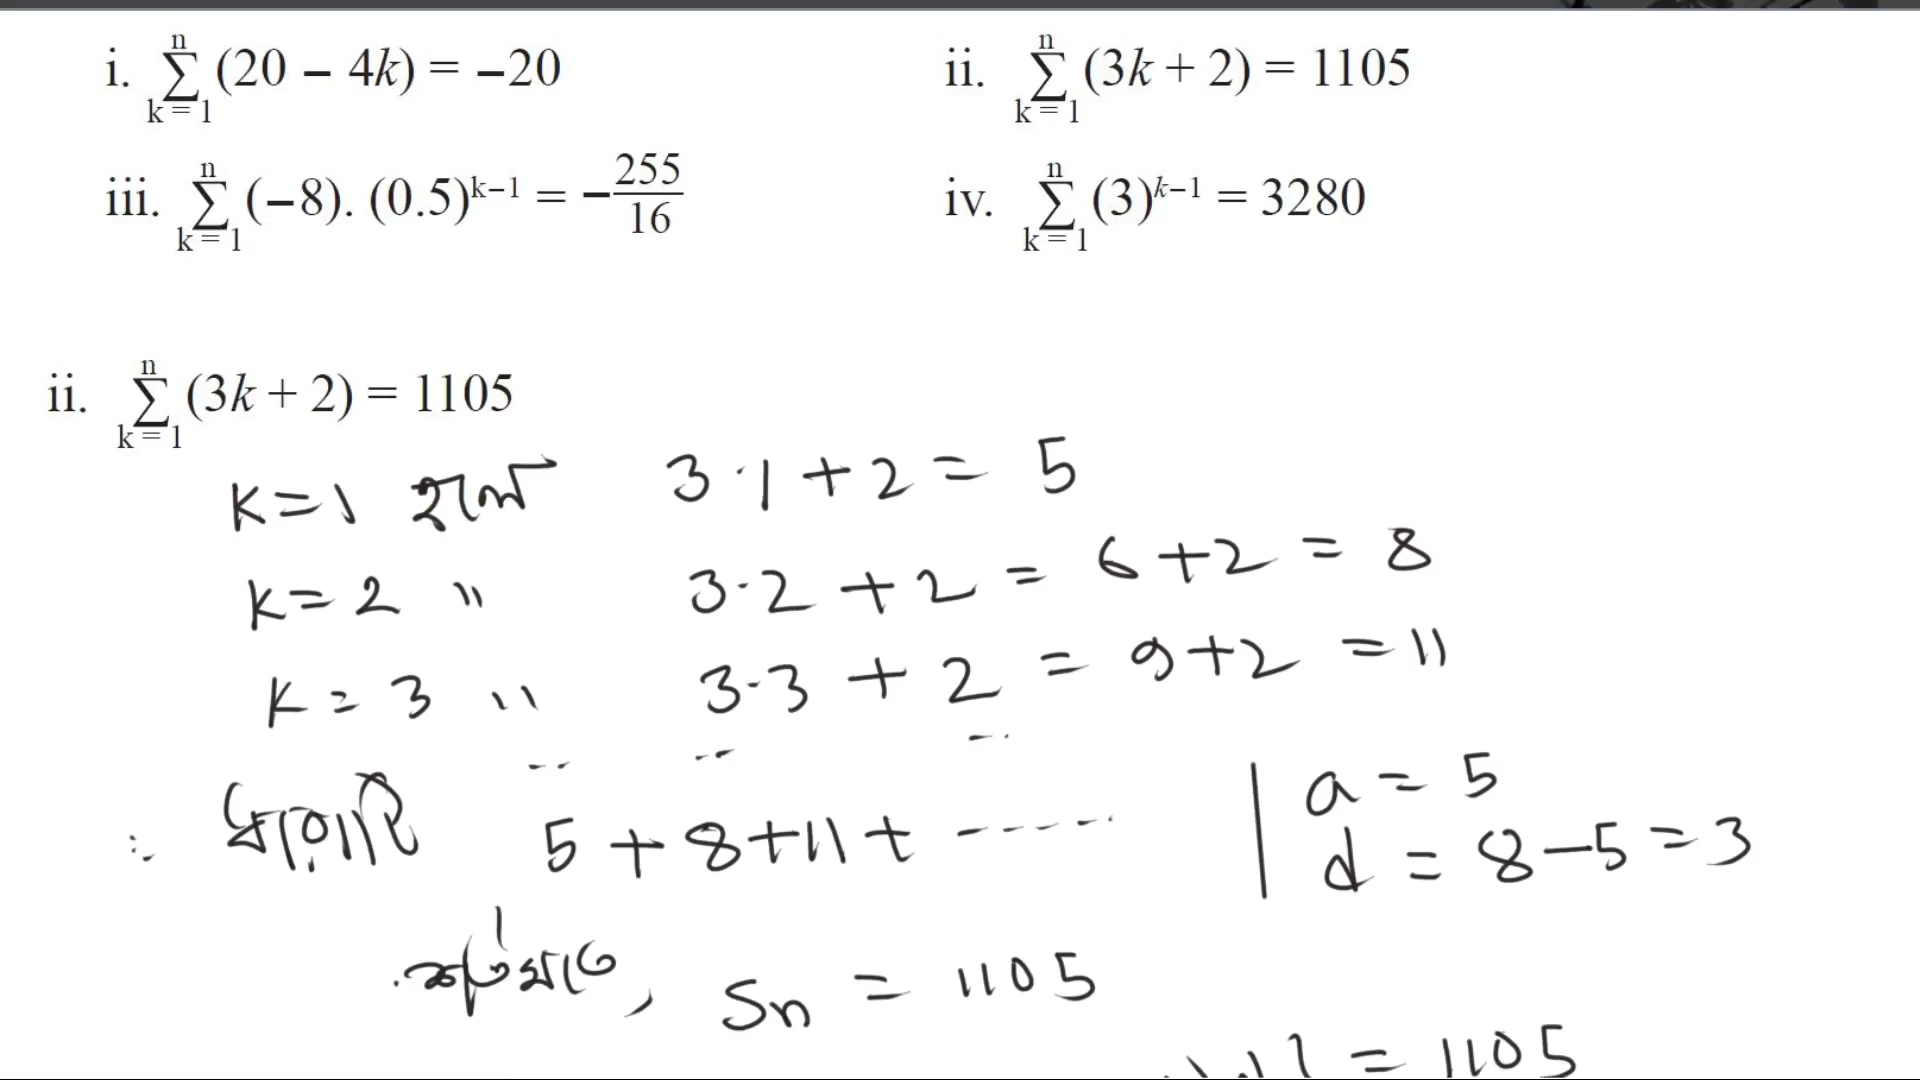 i. n Σ k = 1 (20 – 4k) = –20
ii. n Σ k = 1 (3k + 2) = 1105
iii. n Σ k = 1 (–8). (0.5)^k–1 = –255/16
iv. n Σ k = 1 (3)^k–1 = 3280
ii. n Σ k = 1 (3k + 2) = 1105
K=1 হলে 3·1+2 = 5
K=2 " 3·2+2 = 6+2 = 8
K=3 " 3·3+2 = 9+2 = 11
∴ ধারাটি 5+8+11+ ----- | a = 5
d = 8-5=3
শর্তমতে, Sn = 1105
= 1105